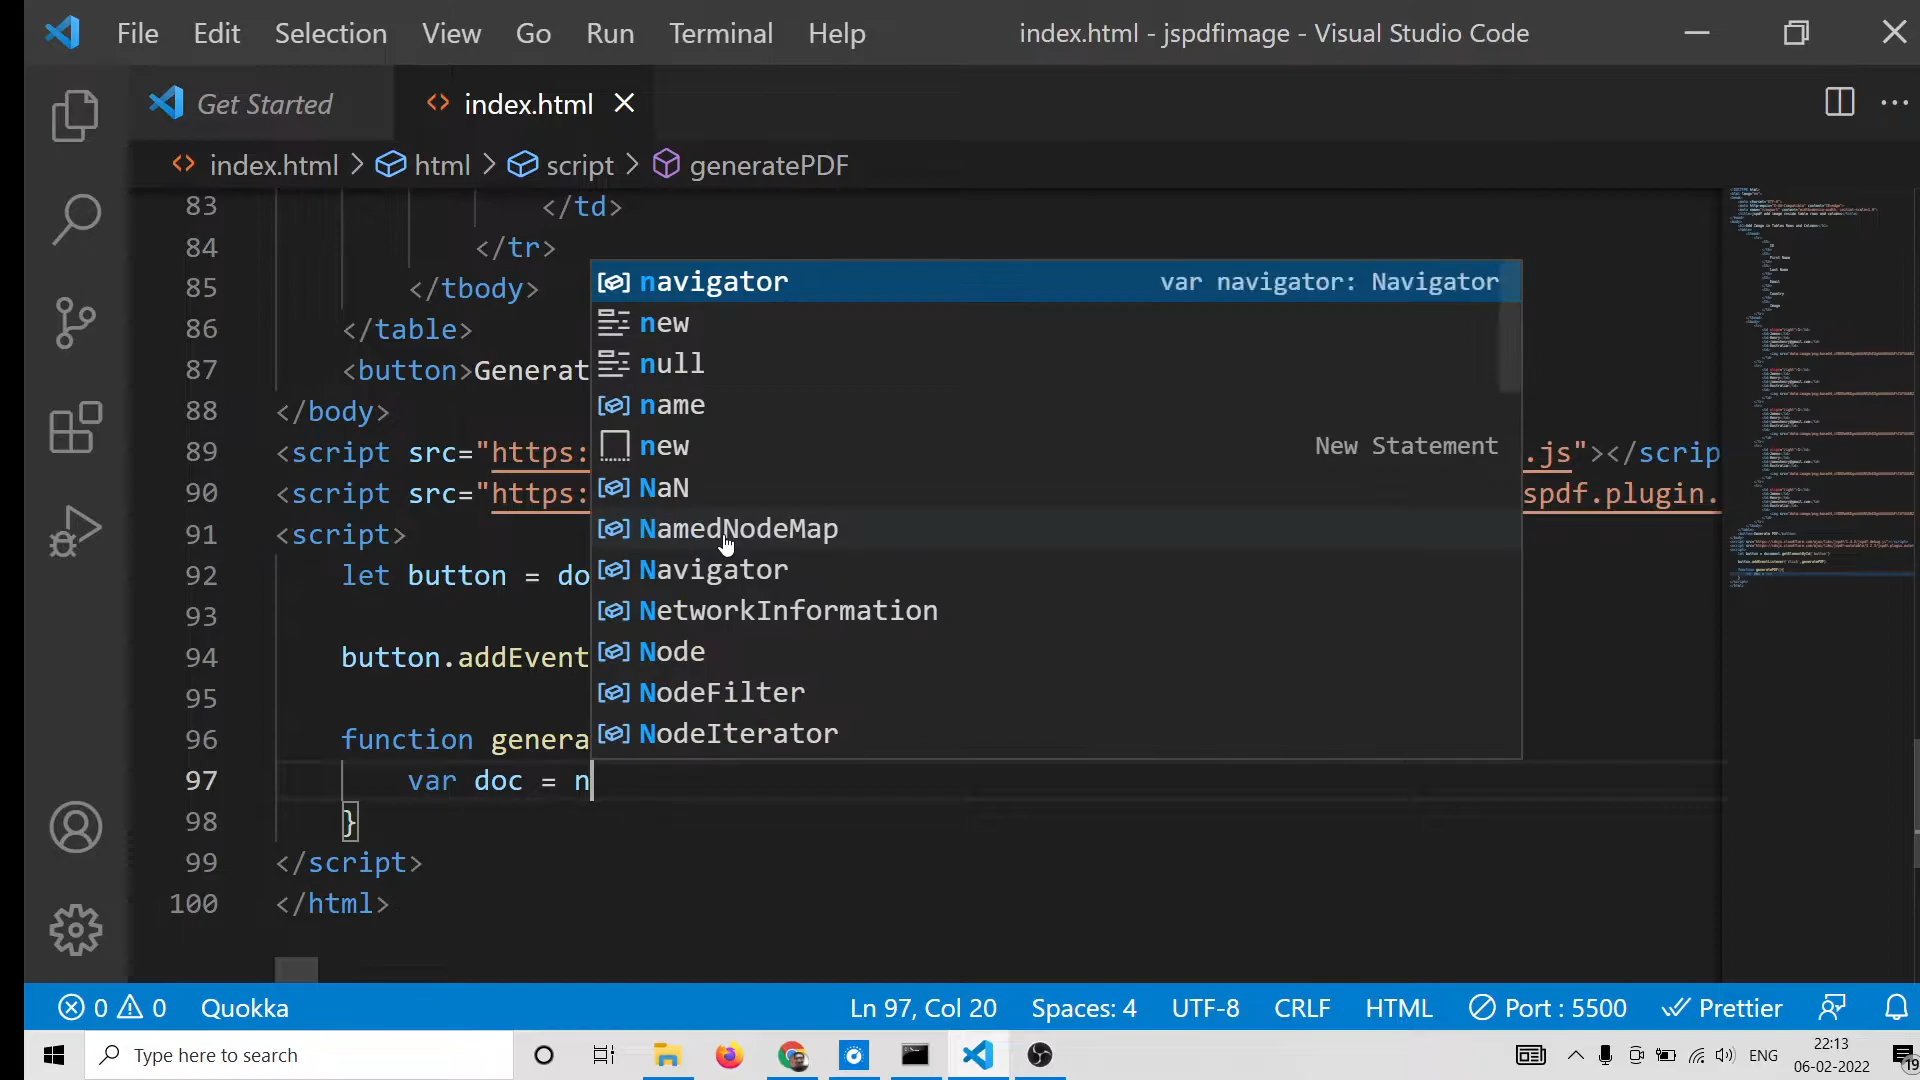 File Edit Selection View Go Run Terminal Help index.html - jspdfimage - Visual Studio Code
Get Started index.html
index.html > html > script > generatePDF
83 </td>
84 </tr>
85 </tbody>
86 </table>
87 <button>Generat
88 </body>
89 <script src="https: .js"></scrip
90 <script src="https: spdf.plugin.
91 <script>
92 let button = do
93
94 button.addEvent
95
96 function genera
97 var doc = n
98 }
99 </script>
100 </html>
navigator var navigator: Navigator
new
null
name
new New Statement
NaN
NamedNodeMap
Navigator
NetworkInformation
Node
NodeFilter
NodeIterator
0 0 Quokka Ln 97, Col 20 Spaces: 4 UTF-8 CRLF HTML Port : 5500 Prettier
Type here to search ENG 22:13
06-02-2022 19